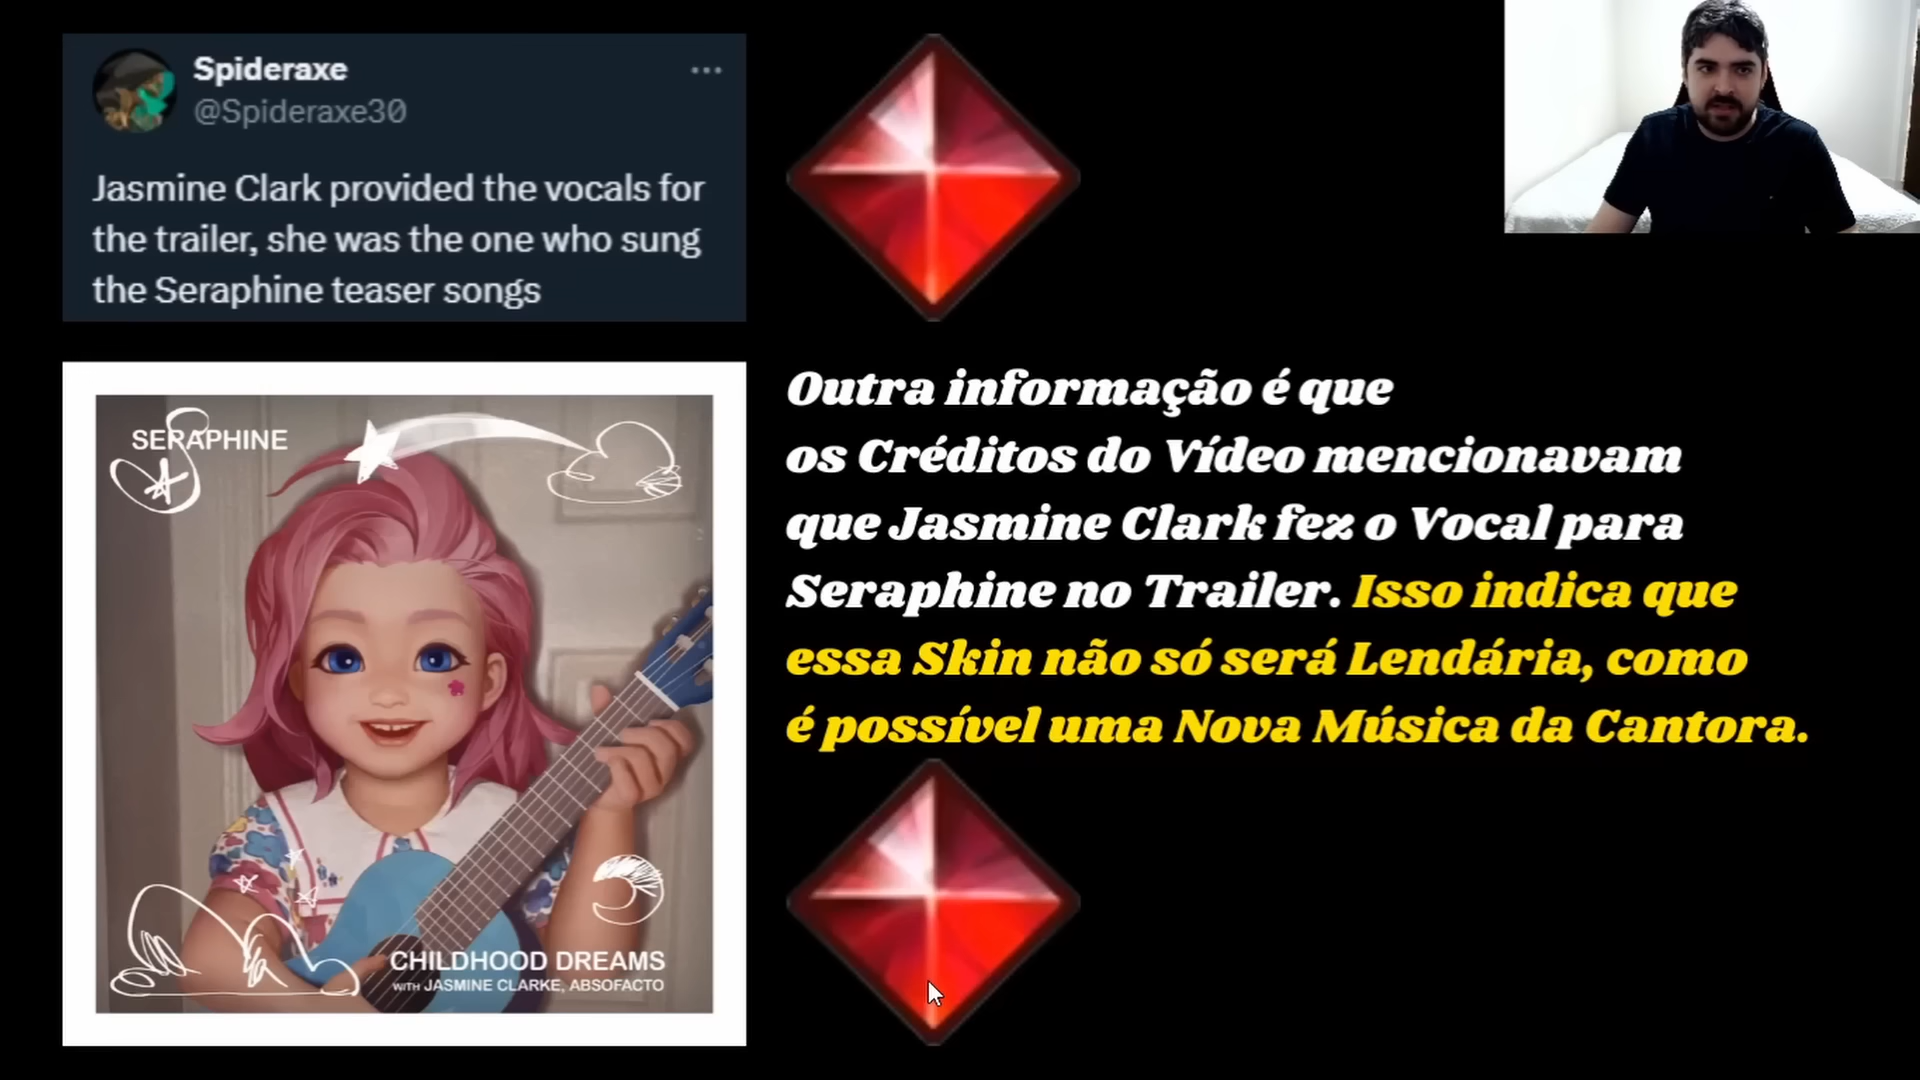 Spideraxe
@Spideraxe30
Jasmine Clark provided the vocals for
the trailer, she was the one who sung
the Seraphine teaser songs
SERAPHINE
CHILDHOOD DREAMS
WITH JASMINE CLARKE, ABSOFACTO
Outra informação é que
os Créditos do Vídeo mencionavam
que Jasmine Clark fez o Vocal para
Seraphine no Trailer. Isso indica que
essa Skin não só será Lendária, como
é possível uma Nova Música da Cantora.